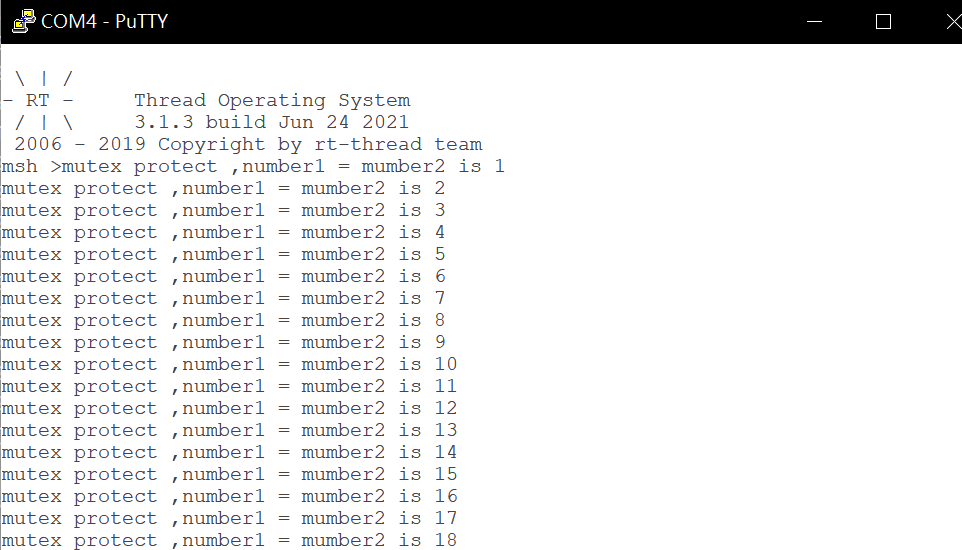 COM4 - PuTTY
\ | /
- RT -     Thread Operating System
/ | \     3.1.3 build Jun 24 2021
2006 - 2019 Copyright by rt-thread team
msh >mutex protect ,number1 = mumber2 is 1
mutex protect ,number1 = mumber2 is 2
mutex protect ,number1 = mumber2 is 3
mutex protect ,number1 = mumber2 is 4
mutex protect ,number1 = mumber2 is 5
mutex protect ,number1 = mumber2 is 6
mutex protect ,number1 = mumber2 is 7
mutex protect ,number1 = mumber2 is 8
mutex protect ,number1 = mumber2 is 9
mutex protect ,number1 = mumber2 is 10
mutex protect ,number1 = mumber2 is 11
mutex protect ,number1 = mumber2 is 12
mutex protect ,number1 = mumber2 is 13
mutex protect ,number1 = mumber2 is 14
mutex protect ,number1 = mumber2 is 15
mutex protect ,number1 = mumber2 is 16
mutex protect ,number1 = mumber2 is 17
mutex protect ,number1 = mumber2 is 18